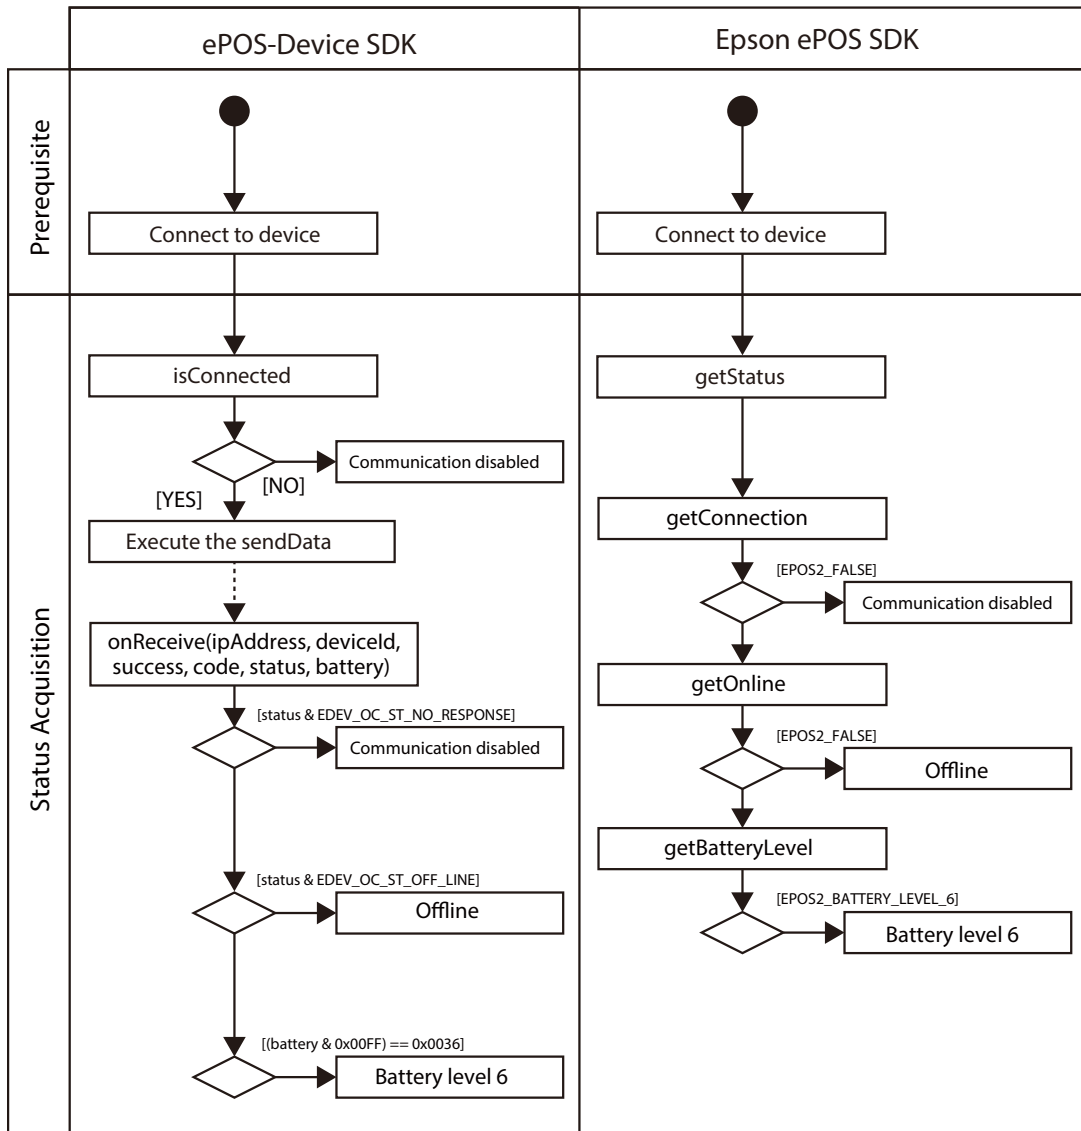 ePOS-Device SDK
Epson ePOS SDK
Prerequisite
Connect to device
Connect to device
Status Acquisition
isConnected
[NO]
Communication disabled
[YES]
Execute the sendData
onReceive(ipAddress, deviceId,
success, code, status, battery)
[status & EDEV_OC_ST_NO_RESPONSE]
Communication disabled
[status & EDEV_OC_ST_OFF_LINE]
Offline
[(battery & 0x00FF) == 0x0036]
Battery level 6
getStatus
getConnection
[EPOS2_FALSE]
Communication disabled
getOnline
[EPOS2_FALSE]
Offline
getBatteryLevel
[EPOS2_BATTERY_LEVEL_6]
Battery level 6